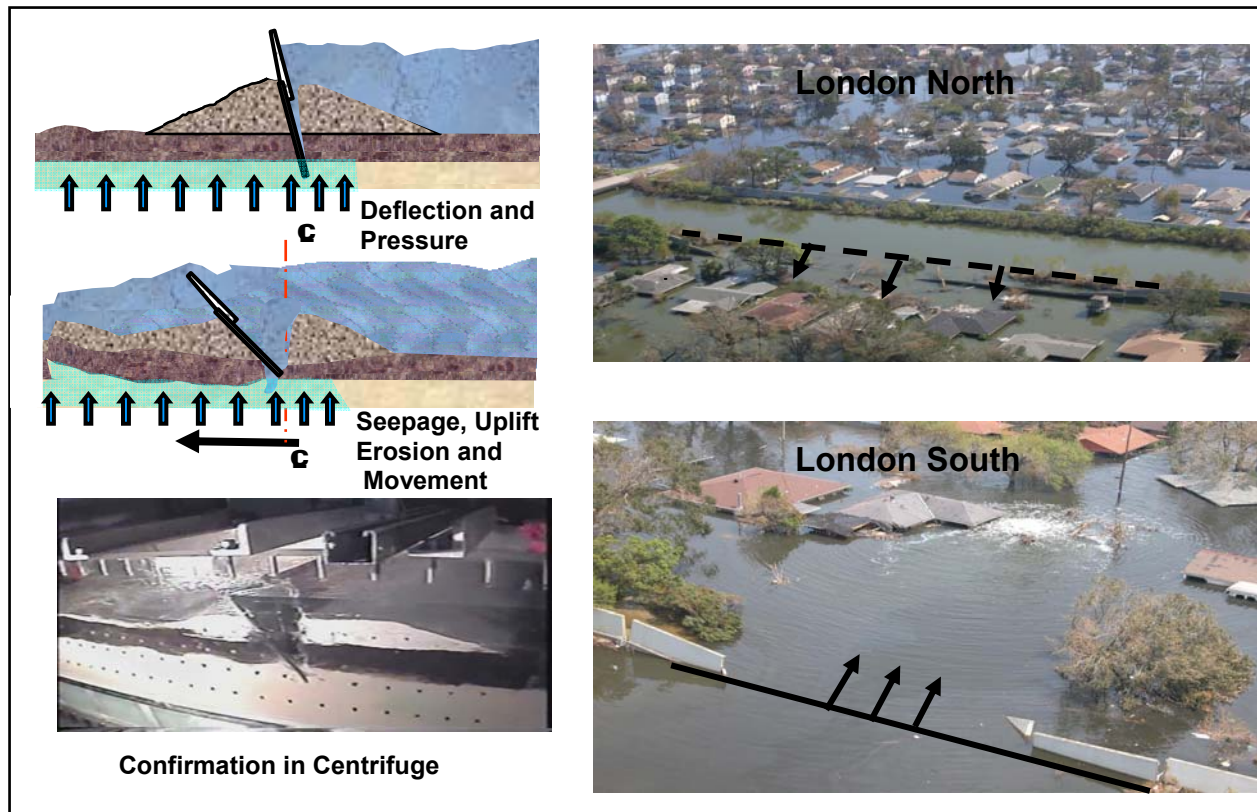 Deflection and
Pressure
℄
Seepage, Uplift
Erosion and
Movement
℄
Confirmation in Centrifuge
London North
London South